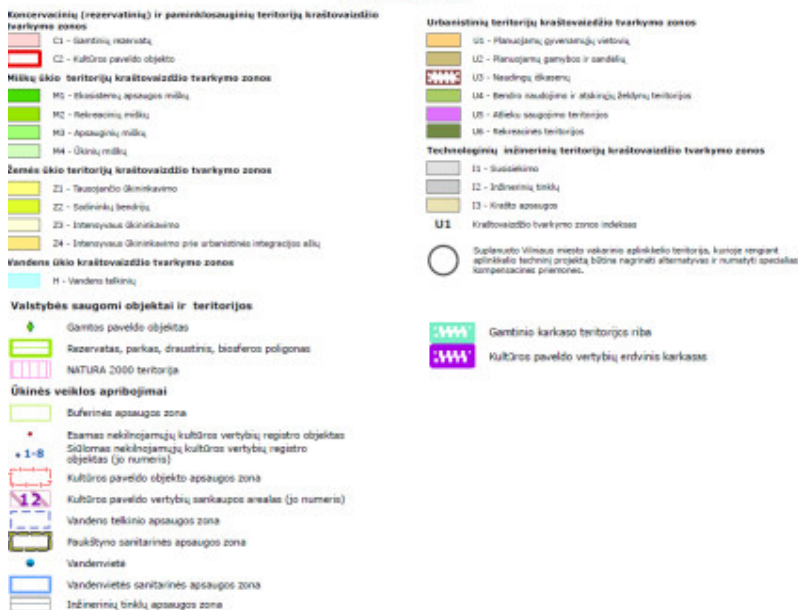 Koncervacinių (rezervatinių) ir paminklosauginių teritorijų kraštovaizdžio
tvarkymo zonos
C1 - Gamtinių rezervatų
C2 - Kultūros paveldo objekto
Miškų ūkio teritorijų kraštovaizdžio tvarkymo zonos
M1 - Ekosistemų apsaugos miškų
M2 - Rekreacinių miškų
M3 - Apsauginių miškų
M4 - Ūkinių miškų
Žemės ūkio teritorijų kraštovaizdžio tvarkymo zonos
Z1 - Tausojančio ūkininkavimo
Z2 - Sodininkų bendrijų
Z3 - Intensyvaus ūkininkavimo
Z4 - Intensyvaus ūkininkavimo prie urbanistinės integracijos ašių
Vandens ūkio kraštovaizdžio tvarkymo zonos
H - Vandens telkinių
Valstybės saugomi objektai ir teritorijos
Gamtos paveldo objektas
Rezervatas, parkas, draustinis, biosferos poligonas
NATURA 2000 teritorija
Ūkinės veiklos apribojimai
Buferinės apsaugos zona
Esamas nekilnojamųjų kultūros vertybių registro objektas
1-8 Siūlomas nekilnojamųjų kultūros vertybių registro
objektas (jo numeris)
Kultūros paveldo objekto apsaugos zona
12 Kultūros paveldo vertybių sankaupos arealas (jo numeris)
Vandens telkinio apsaugos zona
Paukštyno sanitarinės apsaugos zona
Vandenvietė
Vandenvietės sanitarinės apsaugos zona
Inžinerinių tinklų apsaugos zona
Urbanistinių teritorijų kraštovaizdžio tvarkymo zonos
U1 - Planuojamų gyvenamųjų vietovių
U2 - Planuojamų gamybos ir sandėlių
U3 - Naudingų iškasenų
U4 - Bendro naudojimo ir atskirųjų želdynų teritorijos
U5 - Atliekų saugojimo teritorijos
U6 - Rekreacinės teritorijos
Technologinių inžinerinių teritorijų kraštovaizdžio tvarkymo zonos
I1 - Susisiekimo
I2 - Inžinerinių tinklų
I3 - Krašto apsaugos
U1 Kraštovaizdžio tvarkymo zonos indeksas
Suplanuoto Vilniaus miesto vakarinio aplinkkelio teritorija, kurioje rengiant
aplinkkelio techninį projektą būtina nagrinėti alternatyvas ir numatyti specialias
kompensacines priemones.
Gamtinio karkaso teritorijos riba
Kultūros paveldo vertybių erdvinis karkasas